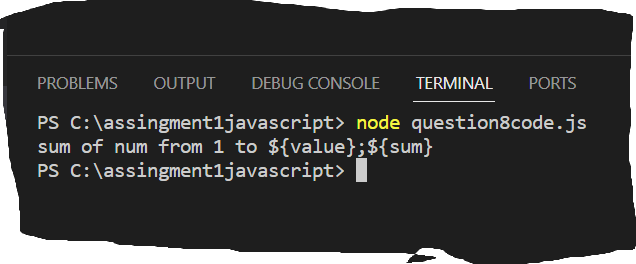 PROBLEMS OUTPUT DEBUG CONSOLE TERMINAL PORTS
PS C:\assingment1javascript> node question8code.js
sum of num from 1 to ${value};${sum}
PS C:\assingment1javascript>